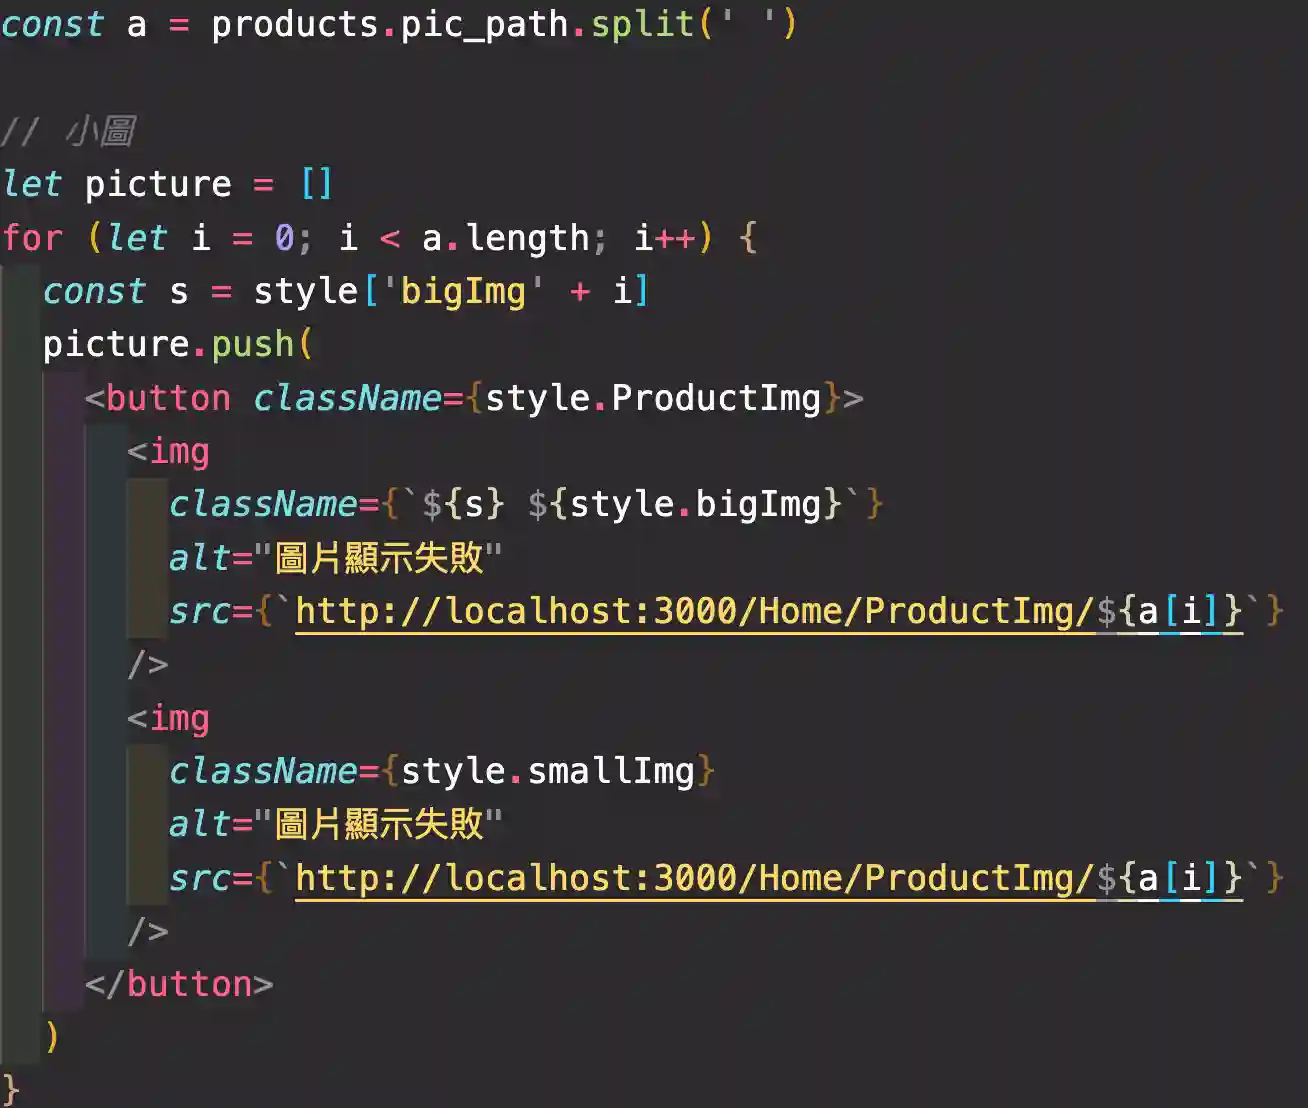 const a = products.pic_path.split(' ')
// 小圖
let picture = []
for (let i = 0; i < a.length; i++) {
const s = style['bigImg' + i]
picture.push(
<button className={style.ProductImg}>
<img
className={`${s} ${style.bigImg}`}
alt="圖片顯示失敗"
src={`http://localhost:3000/Home/ProductImg/${a[i]}`}
/>
<img
className={style.smallImg}
alt="圖片顯示失敗"
src={`http://localhost:3000/Home/ProductImg/${a[i]}`}
/>
</button>
)
}